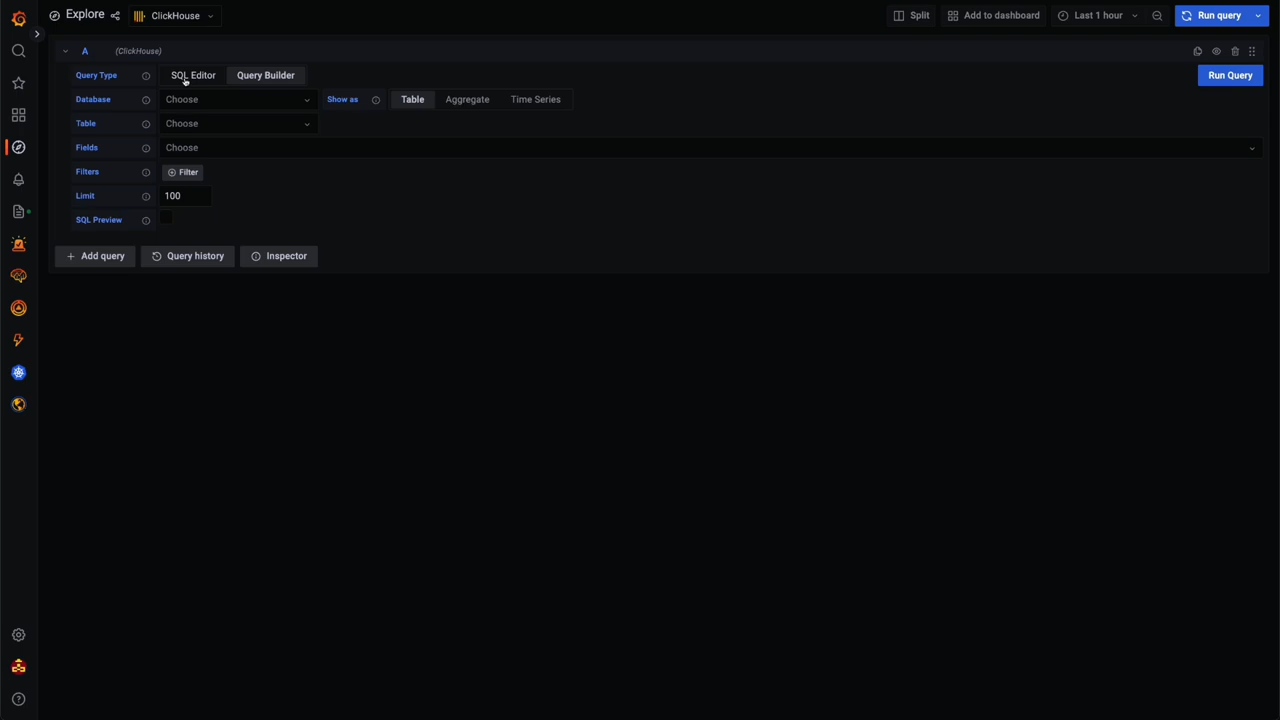 Explore ClickHouse Split Add to dashboard Last 1 hour Run query
A (ClickHouse)
Query Type SQL Editor Query Builder Run Query
Database Choose Show as Table Aggregate Time Series
Table Choose
Fields Choose
Filters Filter
Limit 100
SQL Preview
+ Add query Query history Inspector